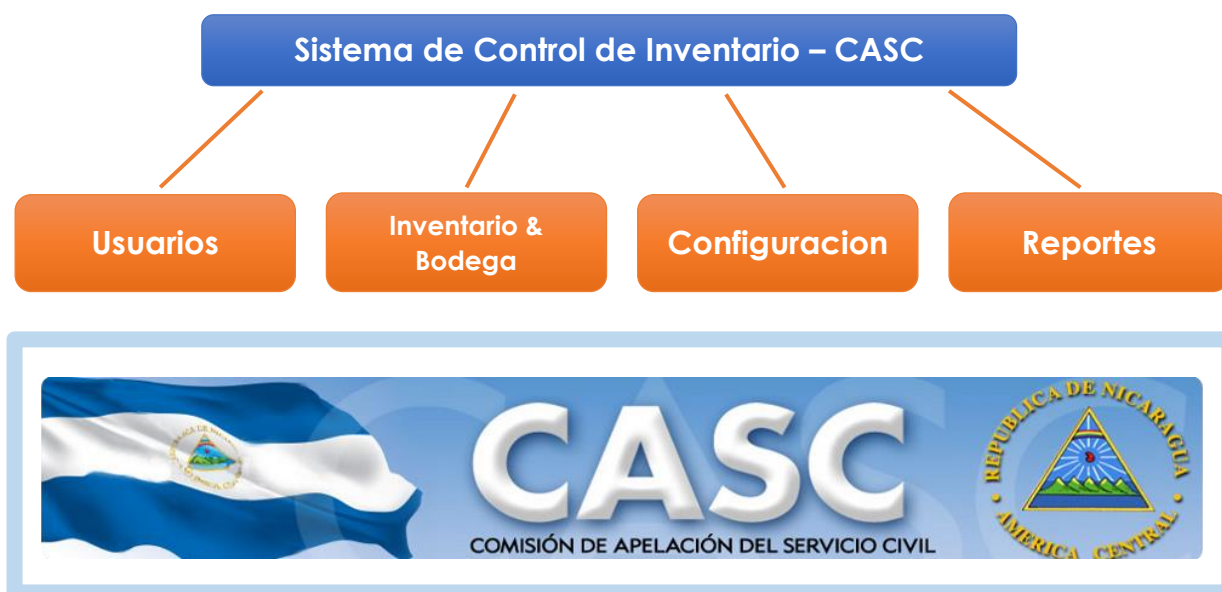 Sistema de Control de Inventario – CASC
Usuarios
Inventario &
Bodega
Configuracion
Reportes
CASC
COMISIÓN DE APELACIÓN DEL SERVICIO CIVIL
REPUBLICA DE NICARAGUA
AMERICA CENTRAL